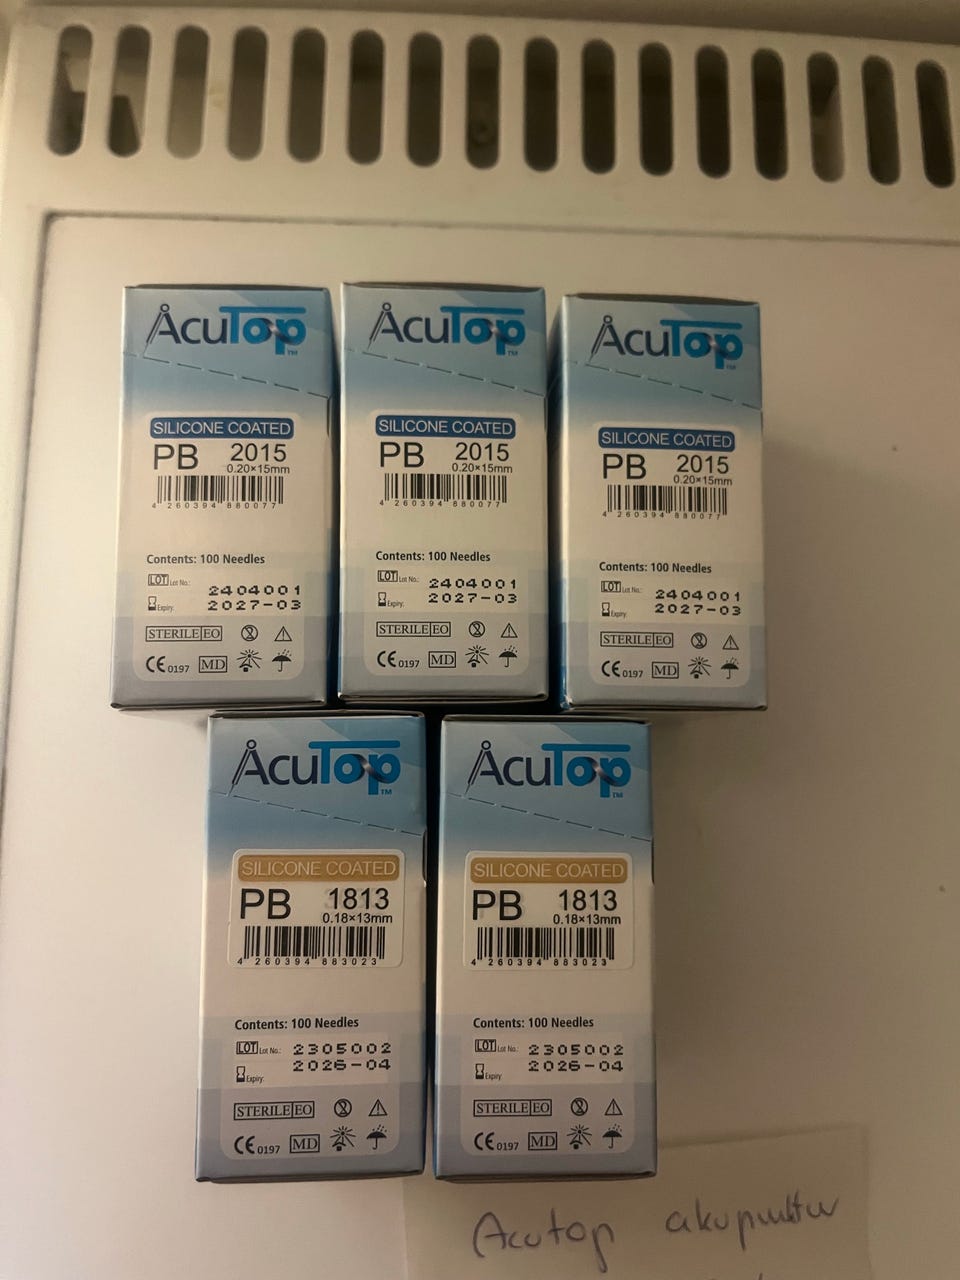 AcuTop™
SILICONE COATED
PB 2015
0.20×15mm
4 260394 880077
Contents: 100 Needles
LOT Lot No.: 2404001
Expiry: 2027-03
STERILE EO
CE 0197 MD
AcuTop™
SILICONE COATED
PB 2015
0.20×15mm
4 260394 880077
Contents: 100 Needles
LOT Lot No.: 2404001
Expiry: 2027-03
STERILE EO
CE 0197 MD
AcuTop™
SILICONE COATED
PB 2015
0.20×15mm
4 260394 880077
Contents: 100 Needles
LOT Lot No.: 2404001
Expiry: 2027-03
STERILE EO
CE 0197 MD
AcuTop™
SILICONE COATED
PB 1813
0.18×13mm
4 260394 883023
Contents: 100 Needles
LOT Lot No.: 2305002
Expiry: 2026-04
STERILE EO
CE 0197 MD
AcuTop™
SILICONE COATED
PB 1813
0.18×13mm
4 260394 883023
Contents: 100 Needles
LOT Lot No.: 2305002
Expiry: 2026-04
STERILE EO
CE 0197 MD
Acutop akupunktur